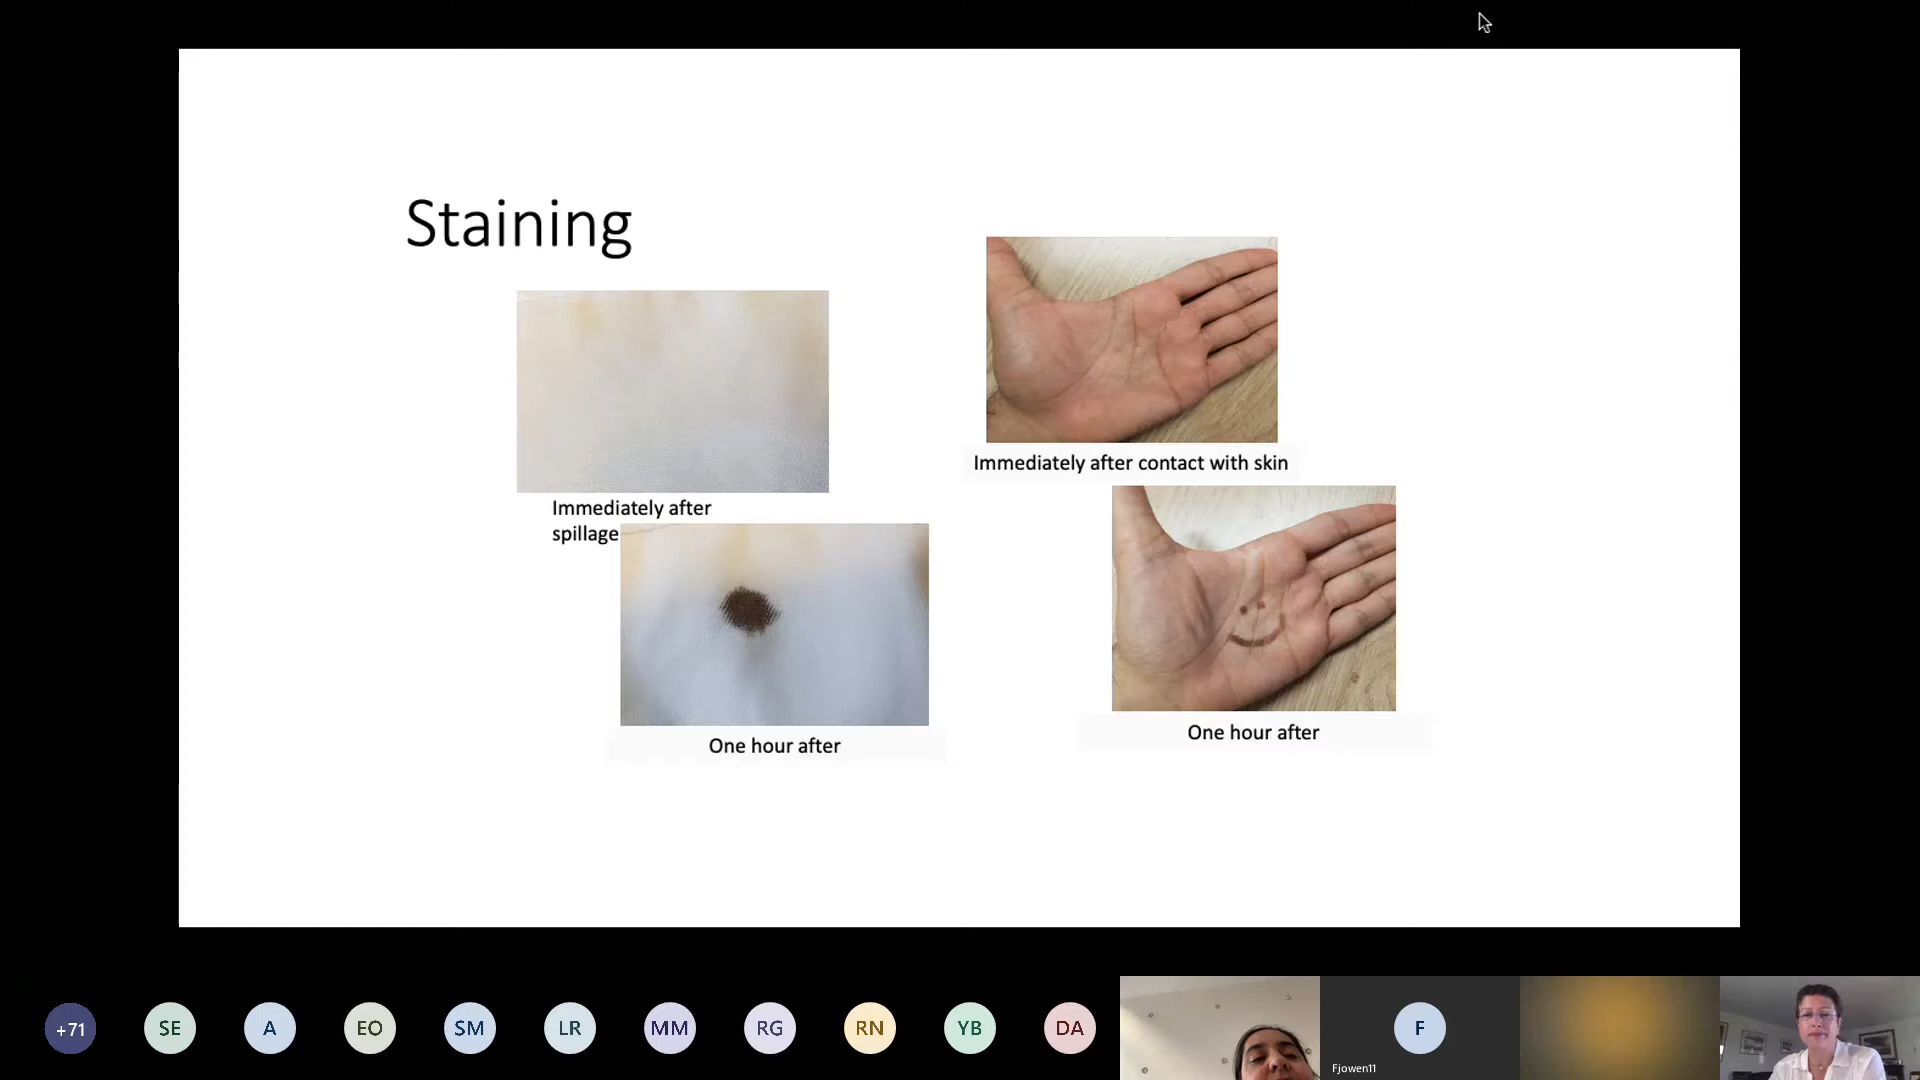 Staining
Immediately after
spillage
One hour after
Immediately after contact with skin
One hour after
+71
SE
A
EO
SM
LR
MM
RG
RN
YB
DA
F
Fjowen11